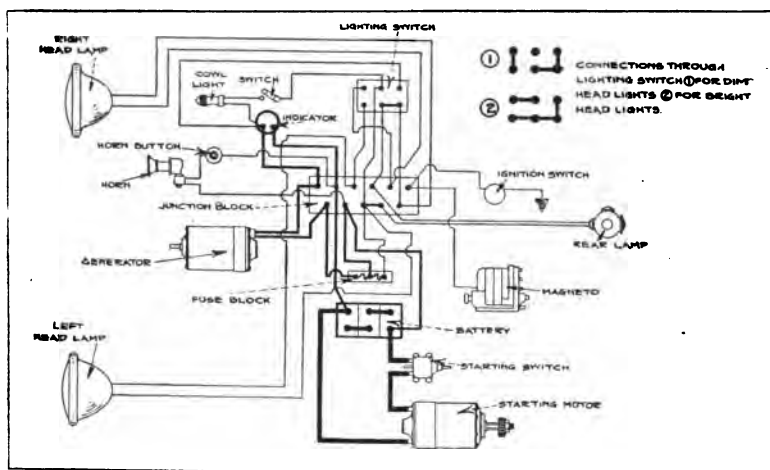 RIGHT
HEAD LAMP
LIGHTING SWITCH
COWL
LIGHT
SWITCH
INDICATOR
HORN BUTTON
HORN
JUNCTION BLOCK
GENERATOR
FUSE BLOCK
LEFT
HEAD LAMP
BATTERY
STARTING SWITCH
STARTING MOTOR
MAGNETO
REAR LAMP
IGNITION SWITCH
① CONNECTIONS THROUGH
LIGHTING SWITCH ① FOR DIM
② HEAD LIGHTS ② FOR BRIGHT
HEAD LIGHTS.